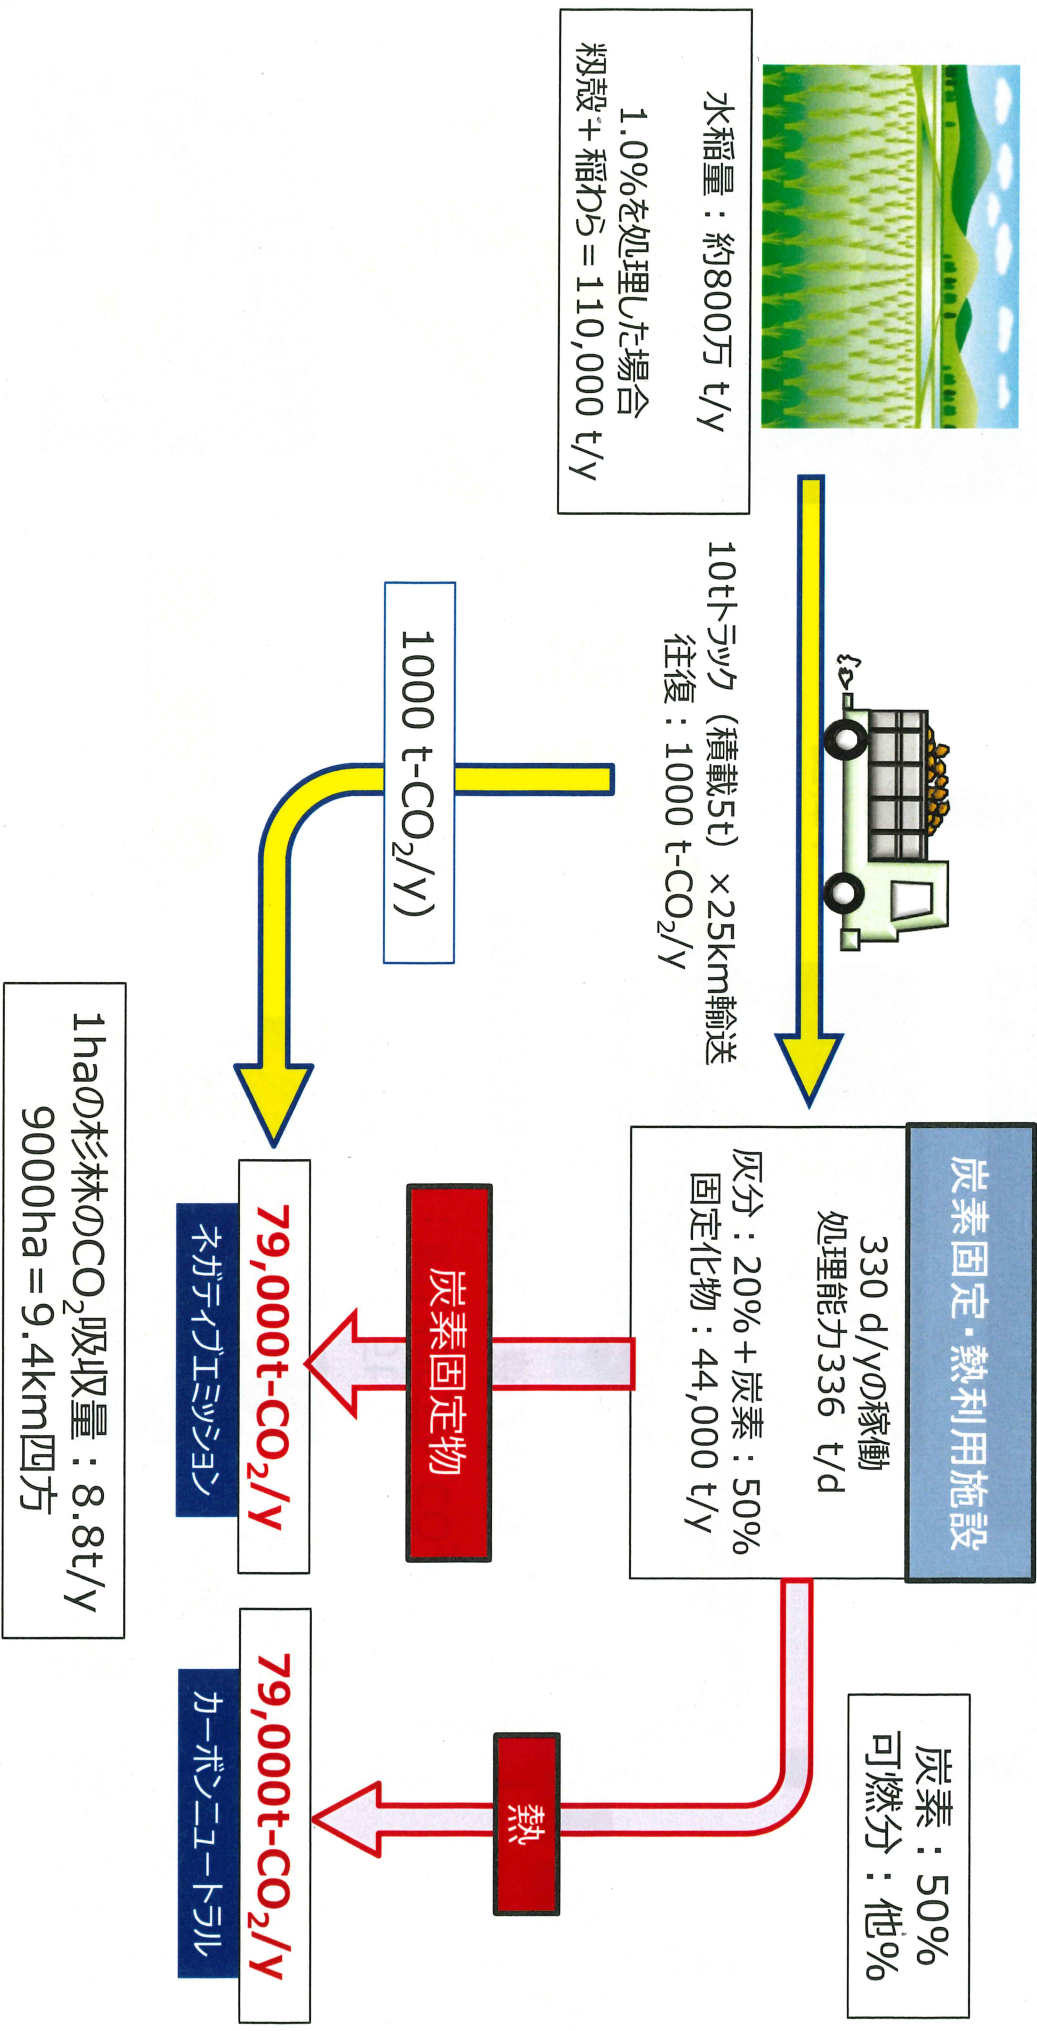 水稲量：約800万 t/y
1.0%を処理した場合
籾殻+稲わら=110,000 t/y
10tトラック（積載5t）×25km輸送
往復：1000 t-CO₂/y
1000 t-CO₂/y)
炭素固定・熱利用施設
330 d/yの稼働
処理能力336 t/d
灰分：20%+炭素：50%
固定化物：44,000 t/y
炭素：50%
可燃分：他%
炭素固定物
熱
79,000t-CO₂/y
ネガティブエミッション
79,000t-CO₂/y
カーボンニュートラル
1haの杉林のCO₂吸収量：8.8t/y
9000ha=9.4km四方